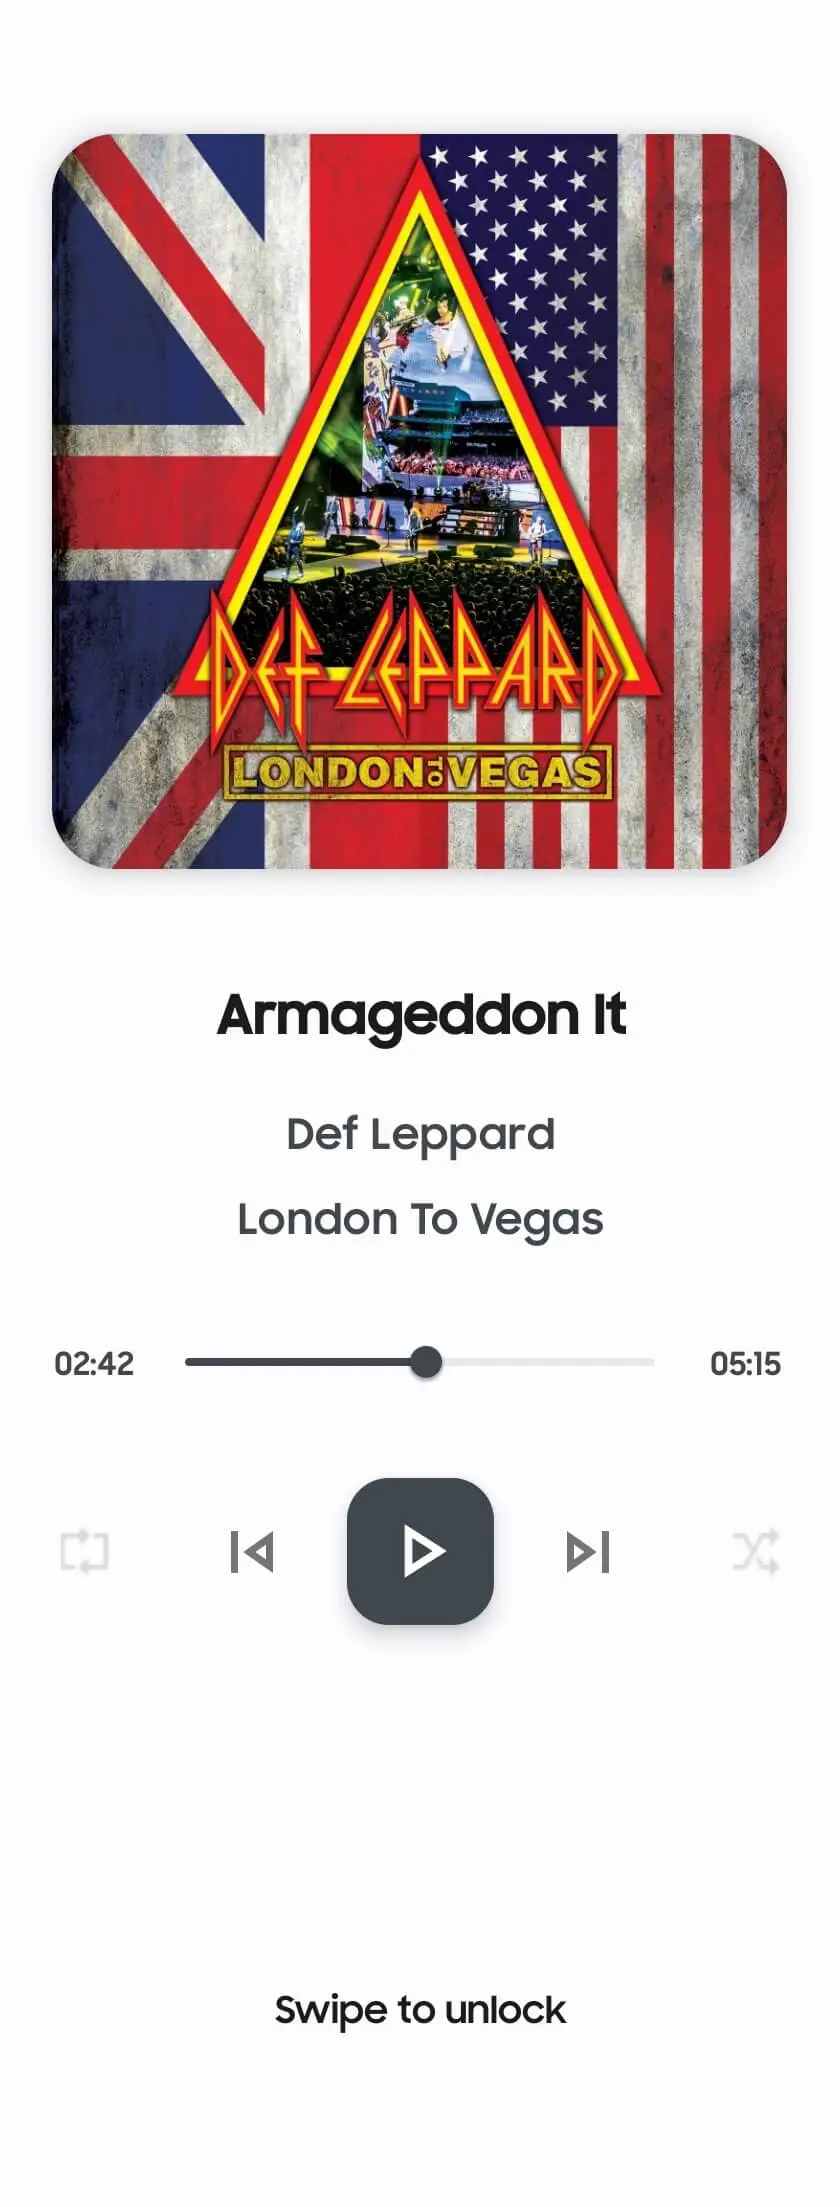 DEF LEPPARD
LONDON TO VEGAS
Armageddon It
Def Leppard
London To Vegas
02:42 05:15
Swipe to unlock